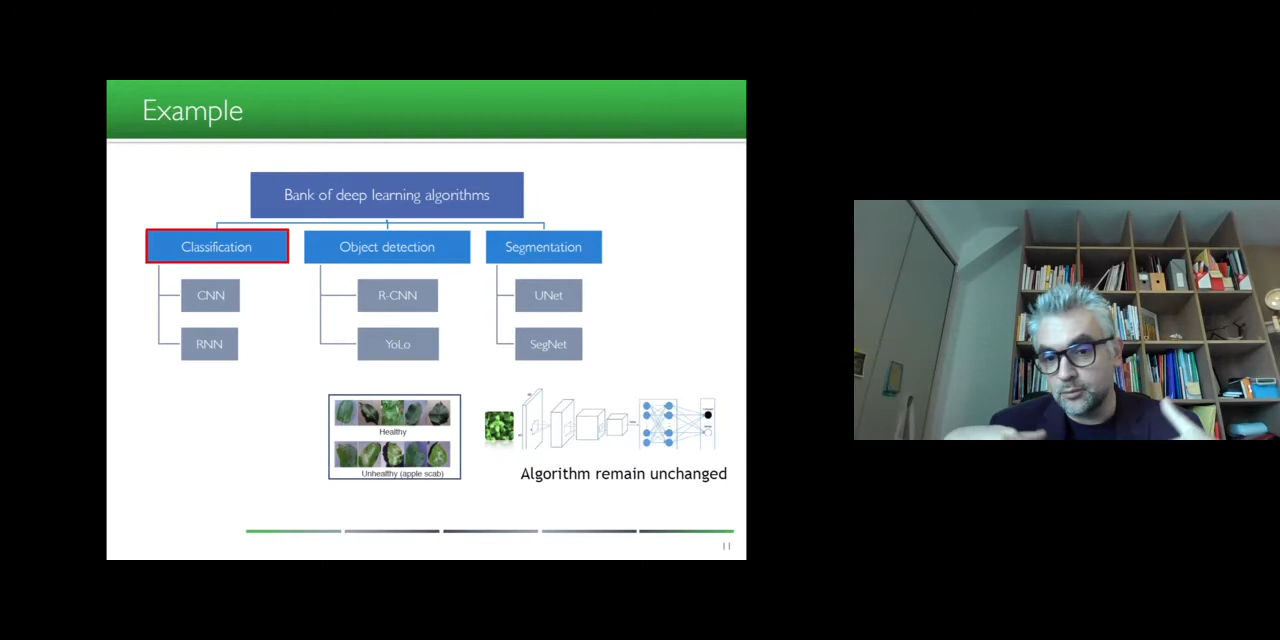 Example
Bank of deep learning algorithms
Classification
Object detection
Segmentation
CNN
R-CNN
UNet
RNN
YoLo
SegNet
Healthy
Unhealthy (apple scab)
Algorithm remain unchanged
11